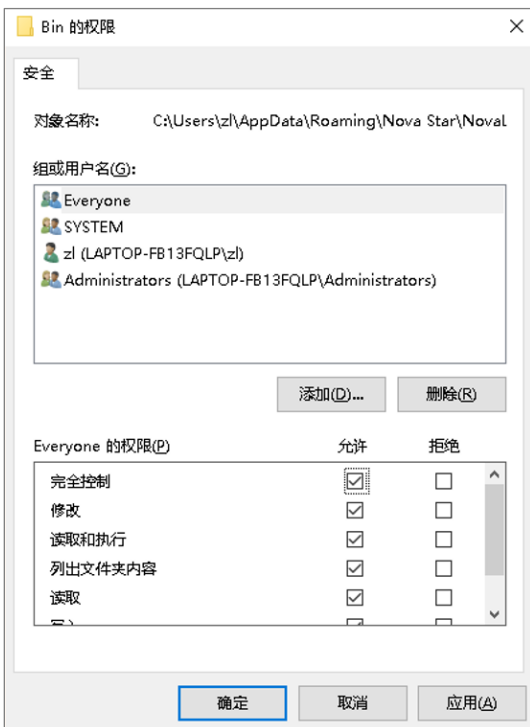 Bin 的权限
安全
对象名称: C:\Users\zl\AppData\Roaming\Nova Star\NovaL
组或用户名(G):
Everyone
SYSTEM
zl (LAPTOP-FB13FQLP\zl)
Administrators (LAPTOP-FB13FQLP\Administrators)
添加(D)... 删除(R)
Everyone 的权限(P) 允许 拒绝
完全控制
修改
读取和执行
列出文件夹内容
读取
确定 取消 应用(A)